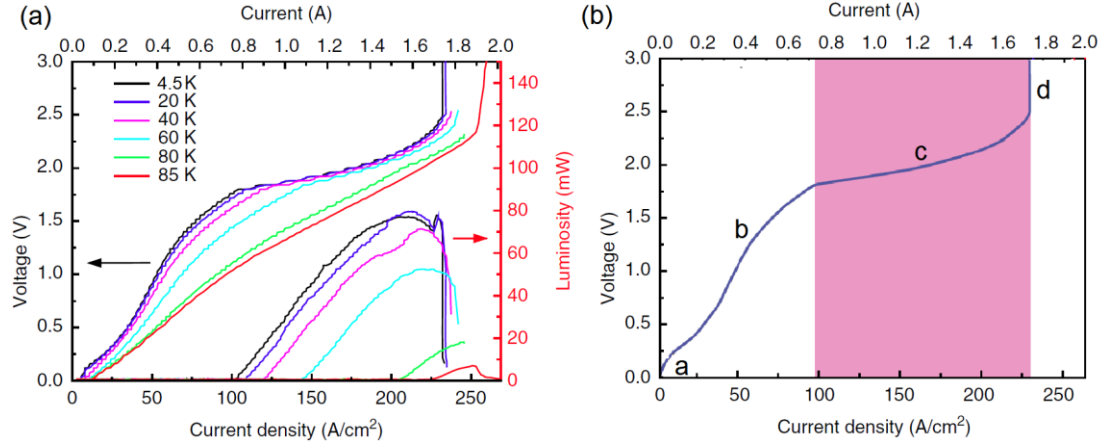 (a)
Current (A)
0.0 0.2 0.4 0.6 0.8 1.0 1.2 1.4 1.6 1.8 2.0
3.0
2.5
2.0
1.5
1.0
0.5
0.0
Voltage (V)
4.5 K
20 K
40 K
60 K
80 K
85 K
150
140
120
100
80
60
40
20
0
Luminosity (mW)
0 50 100 150 200 250
Current density (A/cm²)
(b)
Current (A)
0.0 0.2 0.4 0.6 0.8 1.0 1.2 1.4 1.6 1.8 2.0
3.0
2.5
2.0
1.5
1.0
0.5
0.0
Voltage (V)
d
c
b
a
0 50 100 150 200 250
Current density (A/cm²)